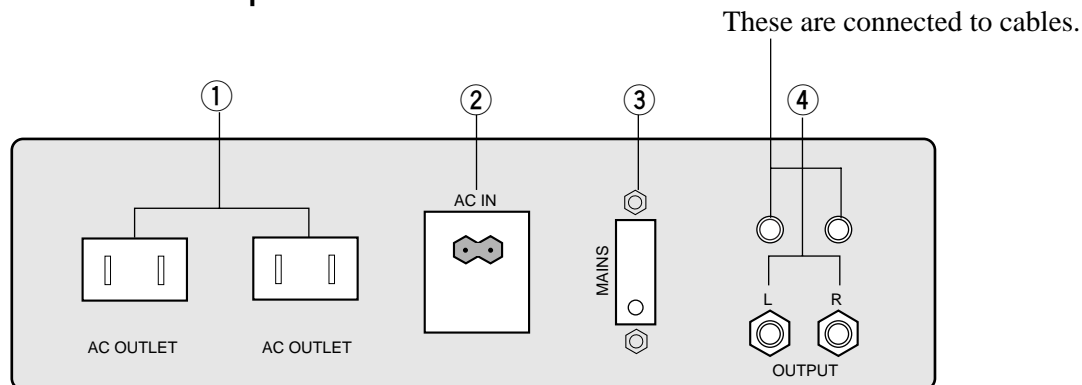 These are connected to cables.
① ② ③ ④
AC IN
MAINS
L R
AC OUTLET AC OUTLET
OUTPUT